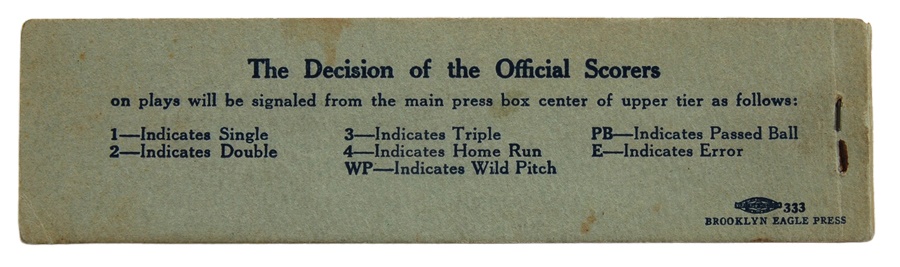 The Decision of the Official Scorers
on plays will be signaled from the main press box center of upper tier as follows:
1—Indicates Single
2—Indicates Double
3—Indicates Triple
4—Indicates Home Run
WP—Indicates Wild Pitch
PB—Indicates Passed Ball
E—Indicates Error
333
BROOKLYN EAGLE PRESS